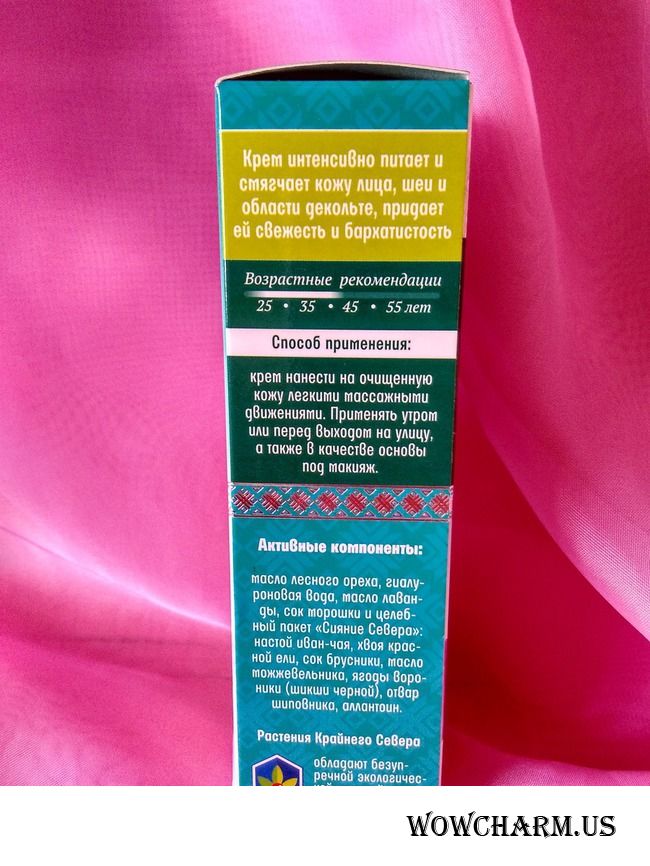 Крем интенсивно питает и
смягчает кожу лица, шеи и
области декольте, придает
ей свежесть и бархатистость
Возрастные рекомендации
25 • 35 • 45 • 55 лет
Способ применения:
крем нанести на очищенную
кожу легкими массажными
движениями. Применять утром
или перед выходом на улицу,
а также в качестве основы
под макияж.
Активные компоненты:
масло лесного ореха, гиалу-
роновая вода, масло лаван-
ды, сок морошки и целеб-
ный пакет «Сияние Севера»:
настой иван-чая, хвоя крас-
ной ели, сок брусники, масло
можжевельника, ягоды воро-
ники (шикши черной), отвар
шиповника, аллантоин.
Растения Крайнего Севера
обладают безуп-
речной экологичес-
WOWCHARM.US